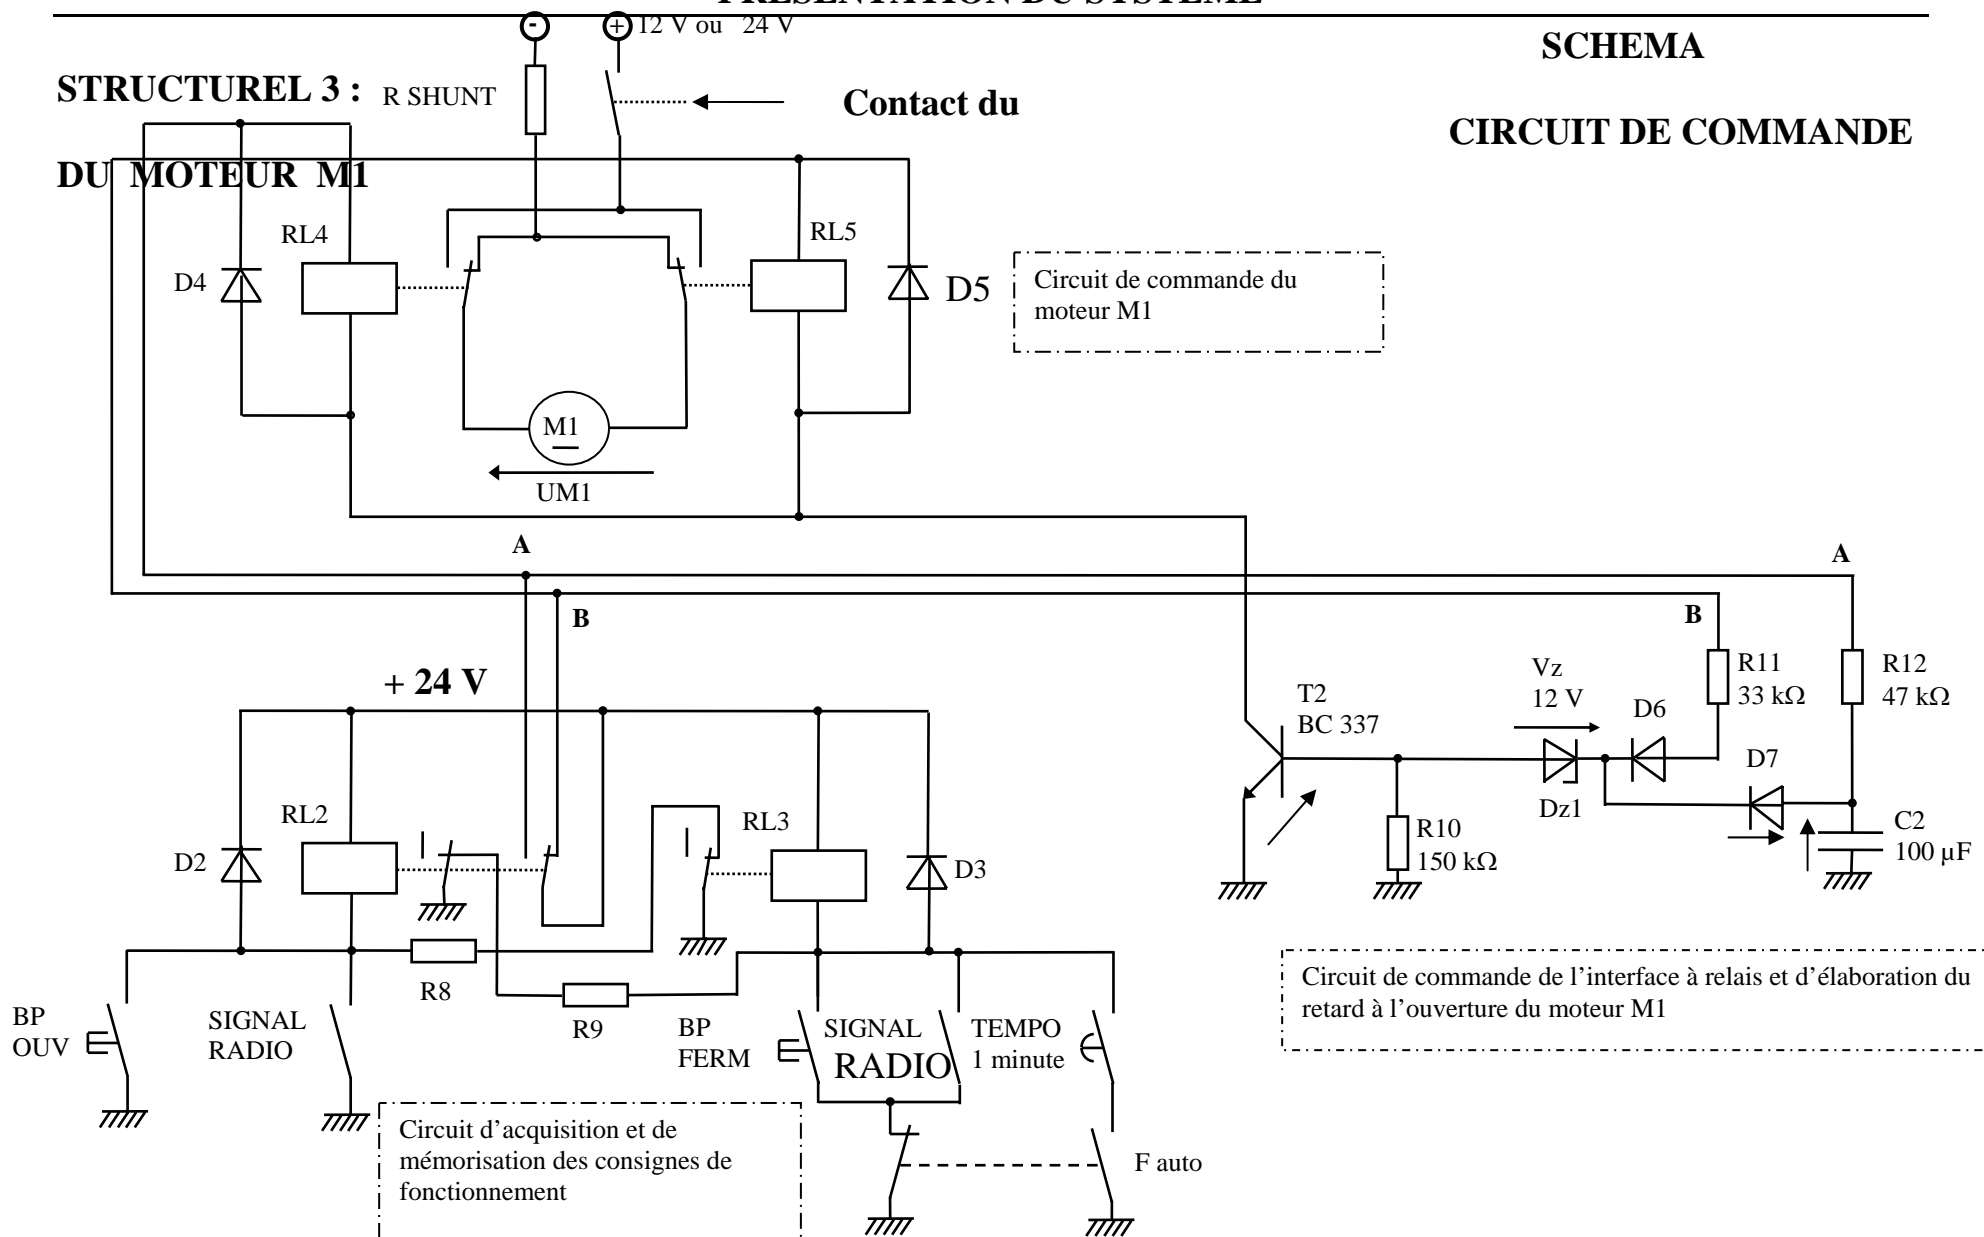 PRESENTATION DU SYSTEME
- + 12 V ou 24 V
SCHEMA
STRUCTUREL 3 :
R SHUNT
Contact du
CIRCUIT DE COMMANDE
DU MOTEUR M1
RL4
RL5
D4
D5
Circuit de commande du
moteur M1
M1
UM1
A
A
B
B
+ 24 V
Vz
12 V
R11
33 kΩ
R12
47 kΩ
T2
BC 337
D6
D7
Dz1
RL2
RL3
D2
D3
R10
150 kΩ
C2
100 µF
R8
R9
BP
OUV
SIGNAL
RADIO
BP
FERM
SIGNAL
RADIO
TEMPO
1 minute
Circuit de commande de l’interface à relais et d’élaboration du
retard à l’ouverture du moteur M1
Circuit d’acquisition et de
mémorisation des consignes de
fonctionnement
F auto